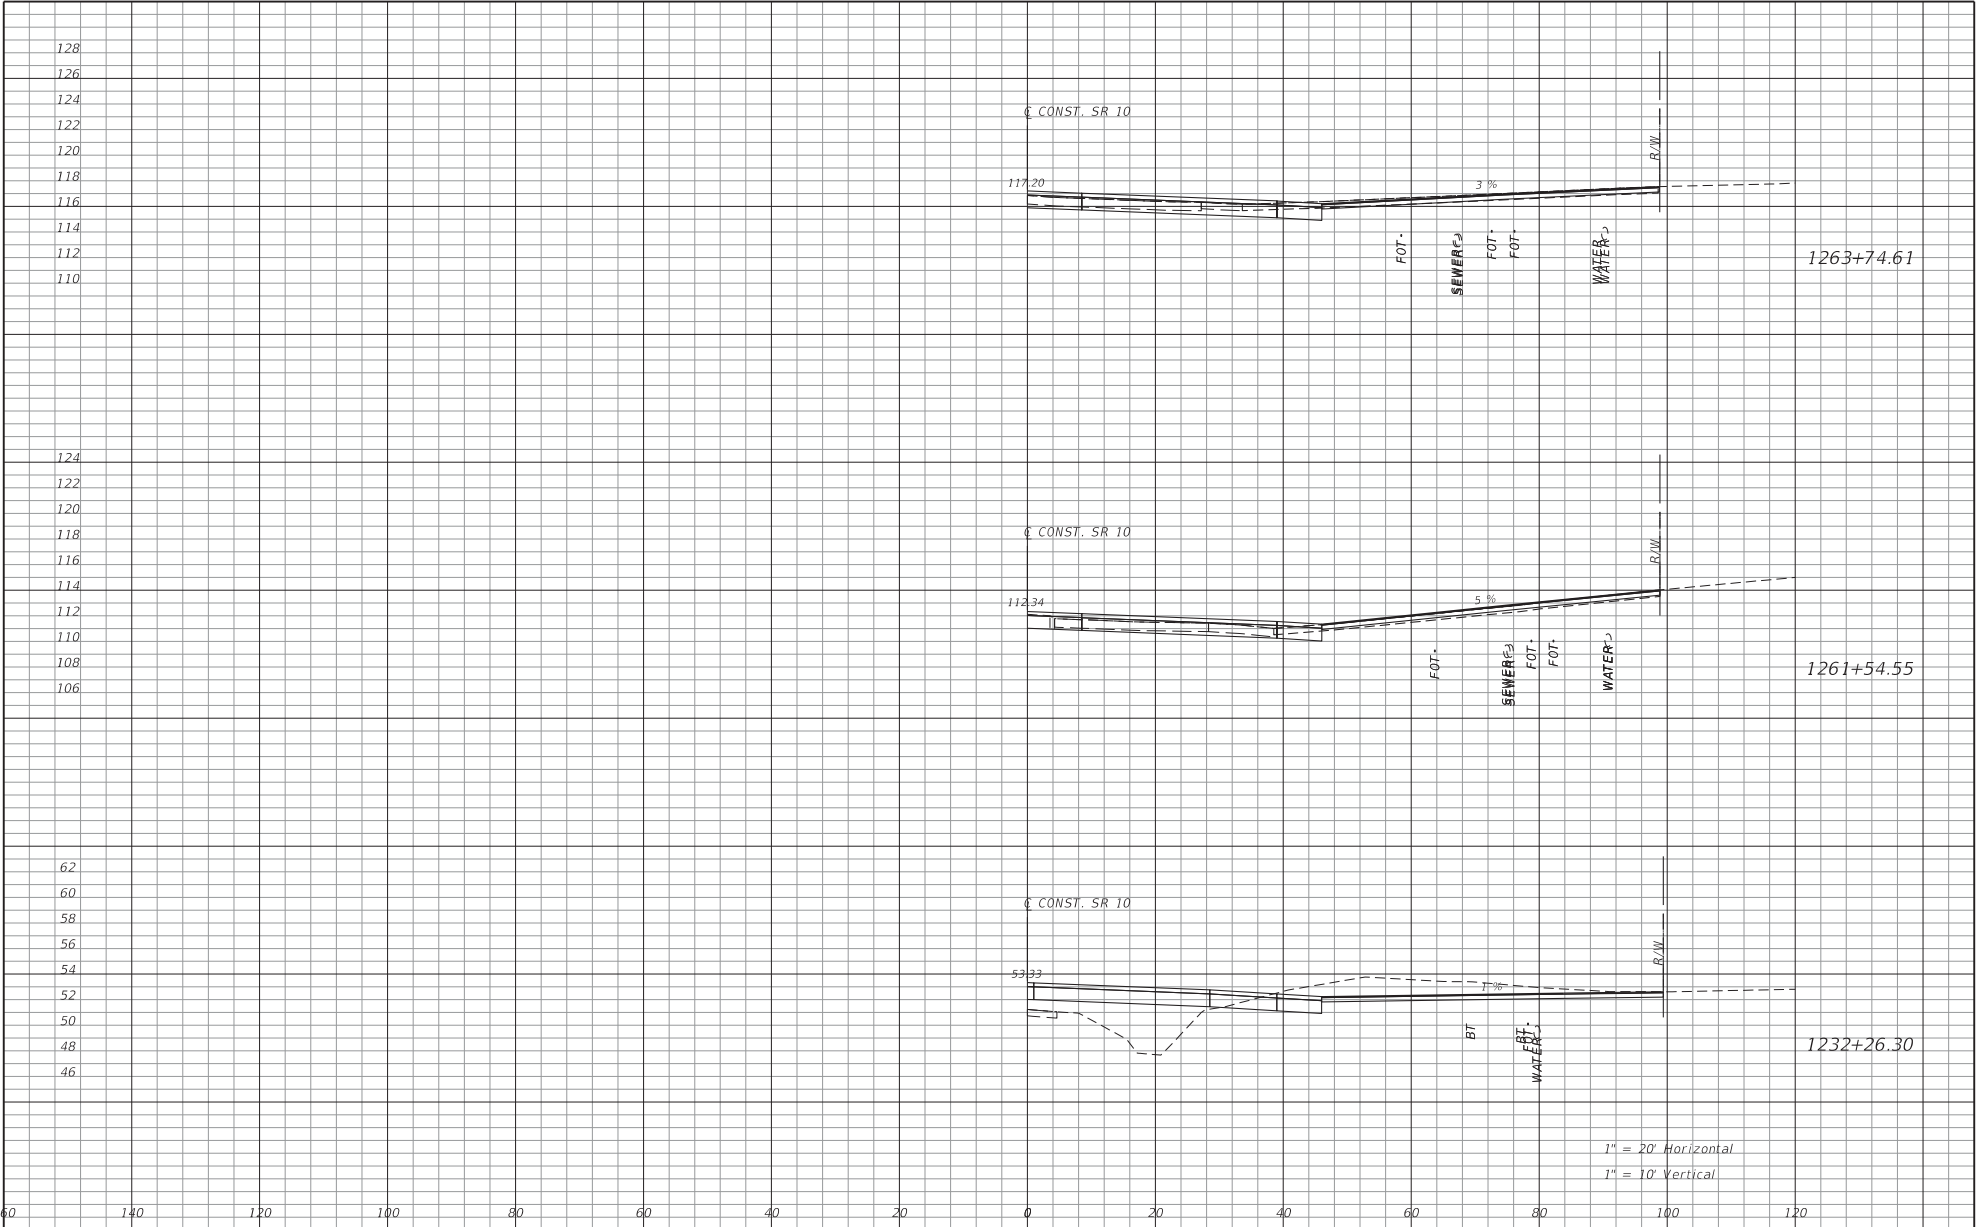 128
126
124
℄ CONST. SR 10
122
120
R/W
118
117.20
3 %
116
114
112
FOT
SEWER
SEWER
FOT
FOT
WATER
WATER
1263+74.61
110
124
122
120
℄ CONST. SR 10
118
116
R/W
114
112.34
5 %
112
110
108
FOT
SEWER
SEWER
FOT
FOT
WATER
1261+54.55
106
62
60
℄ CONST. SR 10
58
56
R/W
54
53.33
1 %
52
50
BT
BT
FOT
WATER
48
1232+26.30
46
1" = 20' Horizontal
1" = 10' Vertical
60 140 120 100 80 60 40 20 0 20 40 60 80 100 120